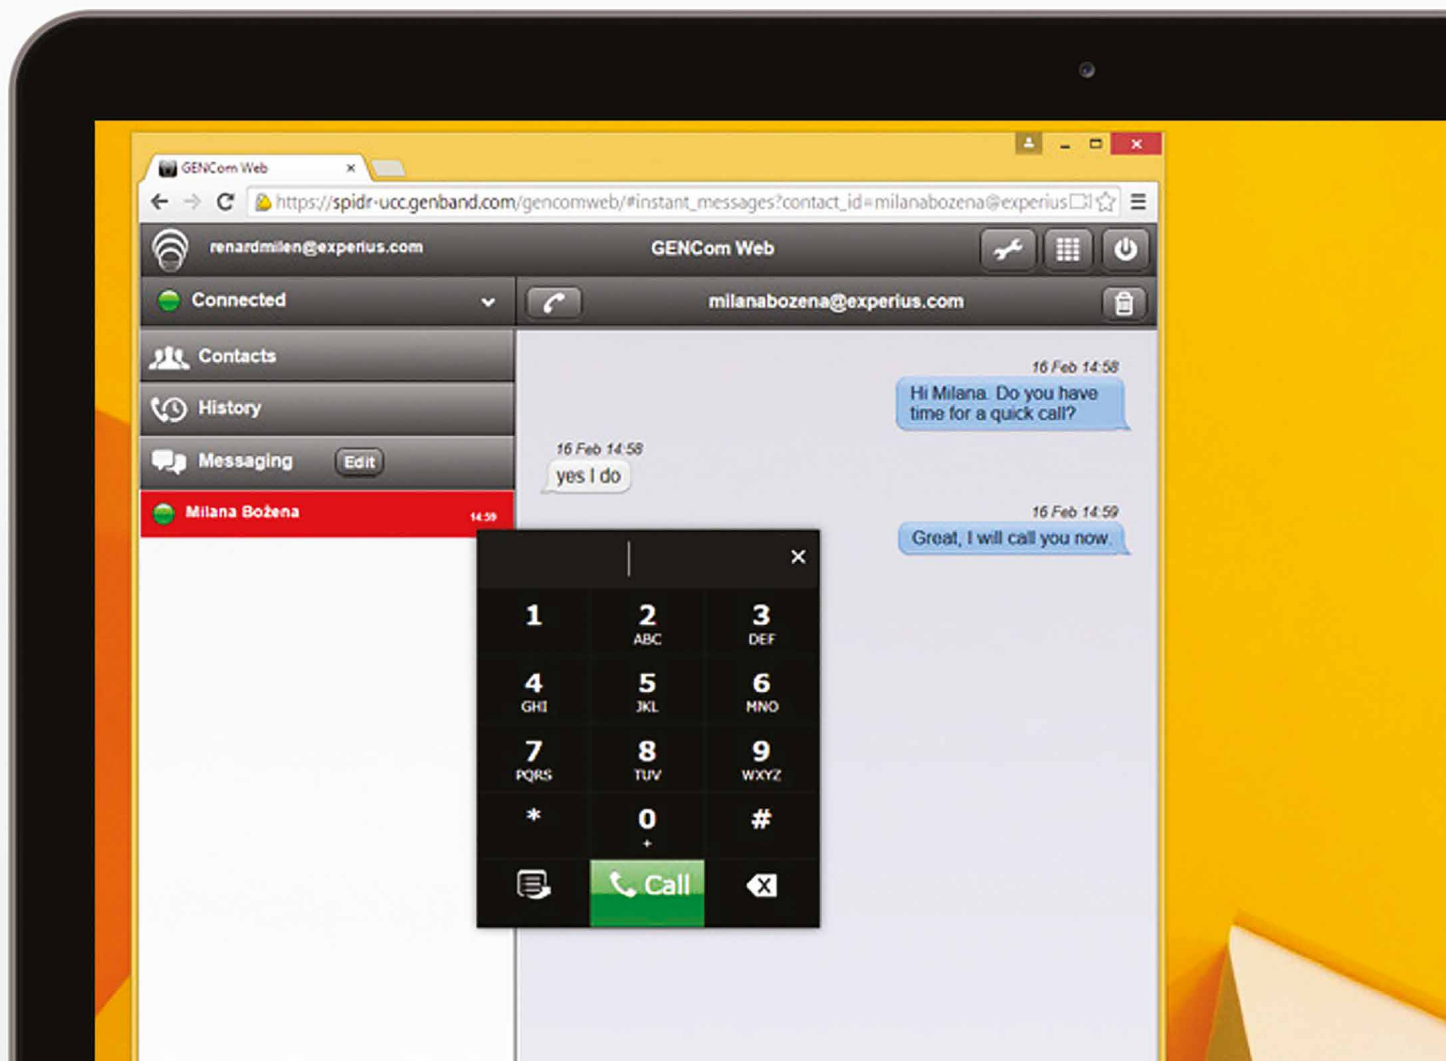 GENCom Web
https://spidr-ucc.genband.com/gencomweb/#instant_messages?contact_id=milanabozena@experius
renardmilen@experius.com
GENCom Web
Connected
milanabozena@experius.com
Contacts
16 Feb 14:58
Hi Milana. Do you have
time for a quick call?
History
16 Feb 14:58
Messaging
Edit
yes I do
Milana Božena
14:59
16 Feb 14:59
Great, I will call you now.
1
2
3
ABC
DEF
4
5
6
GHI
JKL
MNO
7
8
9
PQRS
TUV
WXYZ
*
0
#
+
Call